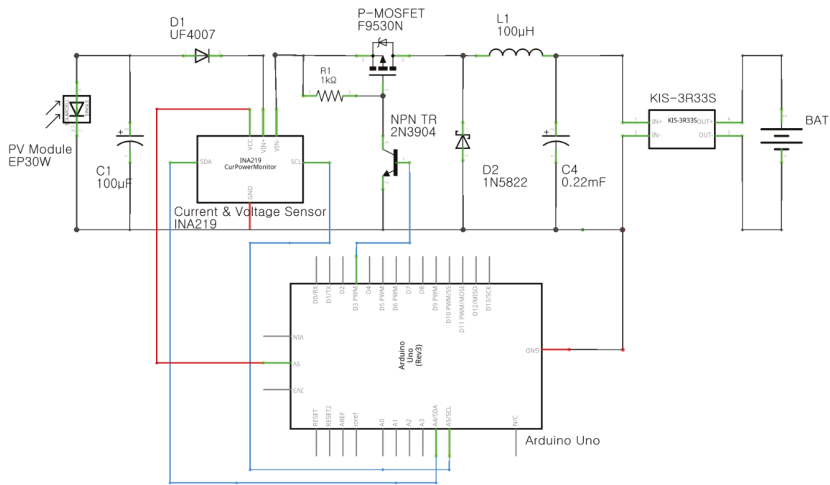 P-MOSFET
F9530N
D1
UF4007
L1
100μH
R1
1kΩ
KIS-3R33S
PV Module
EP30W
C1
100μF
VCC
VIN+
VIN-
SDA
INA219
CurPowerMonitor
SCL
GND
NPN TR
2N3904
IN+
KIS-3R33S
OUT+
IN-
OUT-
BAT
D2
1N5822
C4
0.22mF
Current & Voltage Sensor
INA219
D0/RX
D1/TX
D2
D3 PWM
D4
D5 PWM
D6 PWM
D7
D8
D9 PWM
D10 PWM/SS
D11 PWM/MOSI
D12/MISO
D13/SCK
VIN
5V
3V3
Arduino
Uno
(Rev3)
GND
RESET
RESET2
AREF
ioref
A0
A1
A2
A3
A4/SDA
A5/SCL
N/C
Arduino Uno